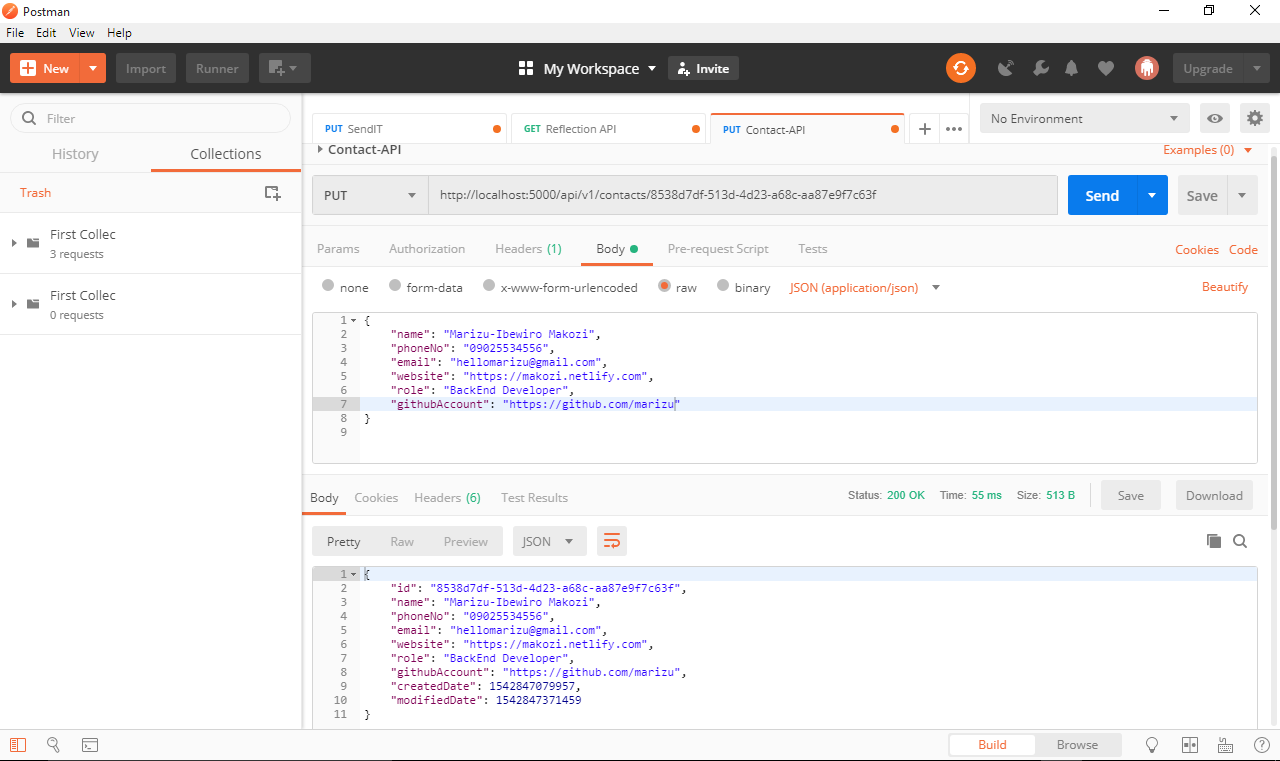 Postman
File Edit View Help
New Import Runner My Workspace Invite Upgrade
Filter
History Collections
Trash
First Collec
3 requests
First Collec
0 requests
PUT SendIT GET Reflection API PUT Contact-API No Environment
Contact-API Examples (0)
PUT http://localhost:5000/api/v1/contacts/8538d7df-513d-4d23-a68c-aa87e9f7c63f Send Save
Params Authorization Headers (1) Body Pre-request Script Tests Cookies Code
none form-data x-www-form-urlencoded raw binary JSON (application/json) Beautify
1 {
2 "name": "Marizu-Ibewiro Makozi",
3 "phoneNo": "09025534556",
4 "email": "hellomarizu@gmail.com",
5 "website": "https://makozi.netlify.com",
6 "role": "BackEnd Developer",
7 "githubAccount": "https://github.com/marizu"
8 }
9
Body Cookies Headers (6) Test Results Status: 200 OK Time: 55 ms Size: 513 B Save Download
Pretty Raw Preview JSON
1 {
2 "id": "8538d7df-513d-4d23-a68c-aa87e9f7c63f",
3 "name": "Marizu-Ibewiro Makozi",
4 "phoneNo": "09025534556",
5 "email": "hellomarizu@gmail.com",
6 "website": "https://makozi.netlify.com",
7 "role": "BackEnd Developer",
8 "githubAccount": "https://github.com/marizu",
9 "createdDate": 1542847079957,
10 "modifiedDate": 1542847371459
11 }
Build Browse